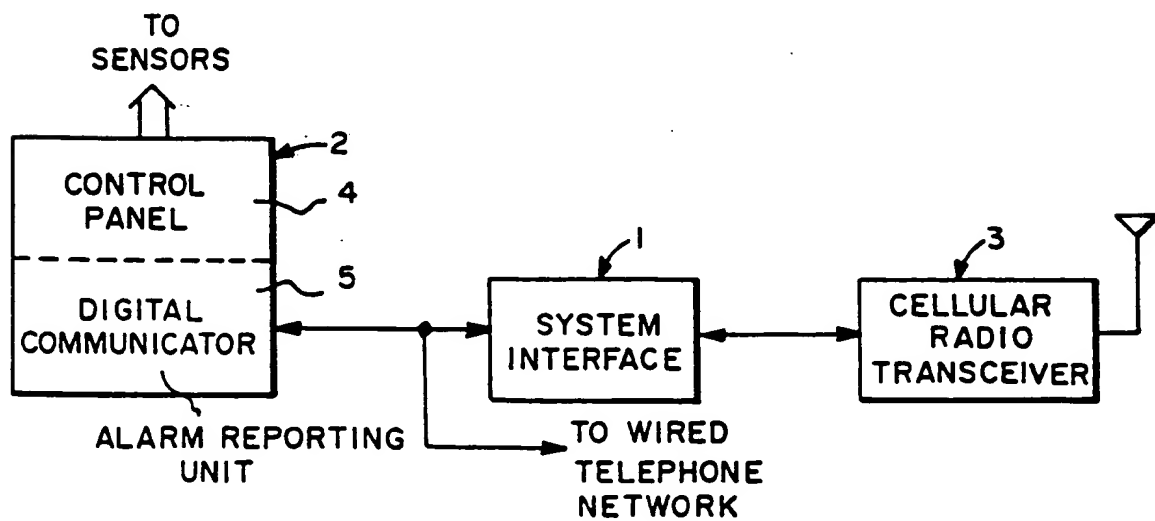 TO
SENSORS
2
CONTROL
PANEL
4
5
DIGITAL
COMMUNICATOR
ALARM REPORTING
UNIT
1
SYSTEM
INTERFACE
TO WIRED
TELEPHONE
NETWORK
3
CELLULAR
RADIO
TRANSCEIVER